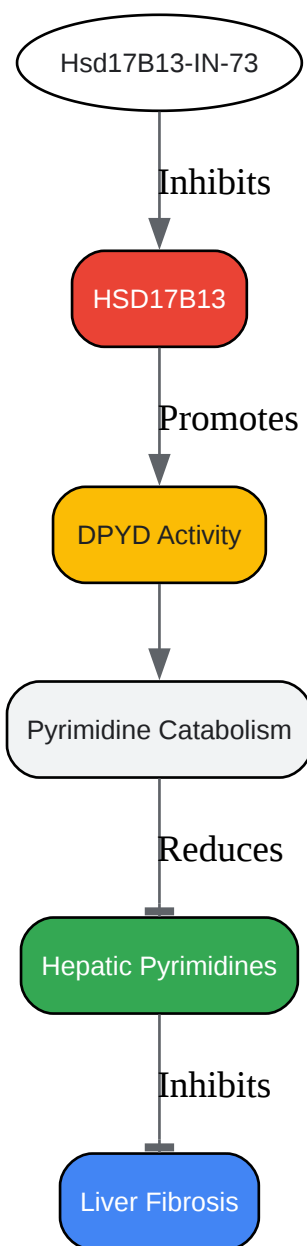 Hsd17B13-IN-73
Inhibits
HSD17B13
Promotes
DPYD Activity
Pyrimidine Catabolism
Reduces
Hepatic Pyrimidines
Inhibits
Liver Fibrosis